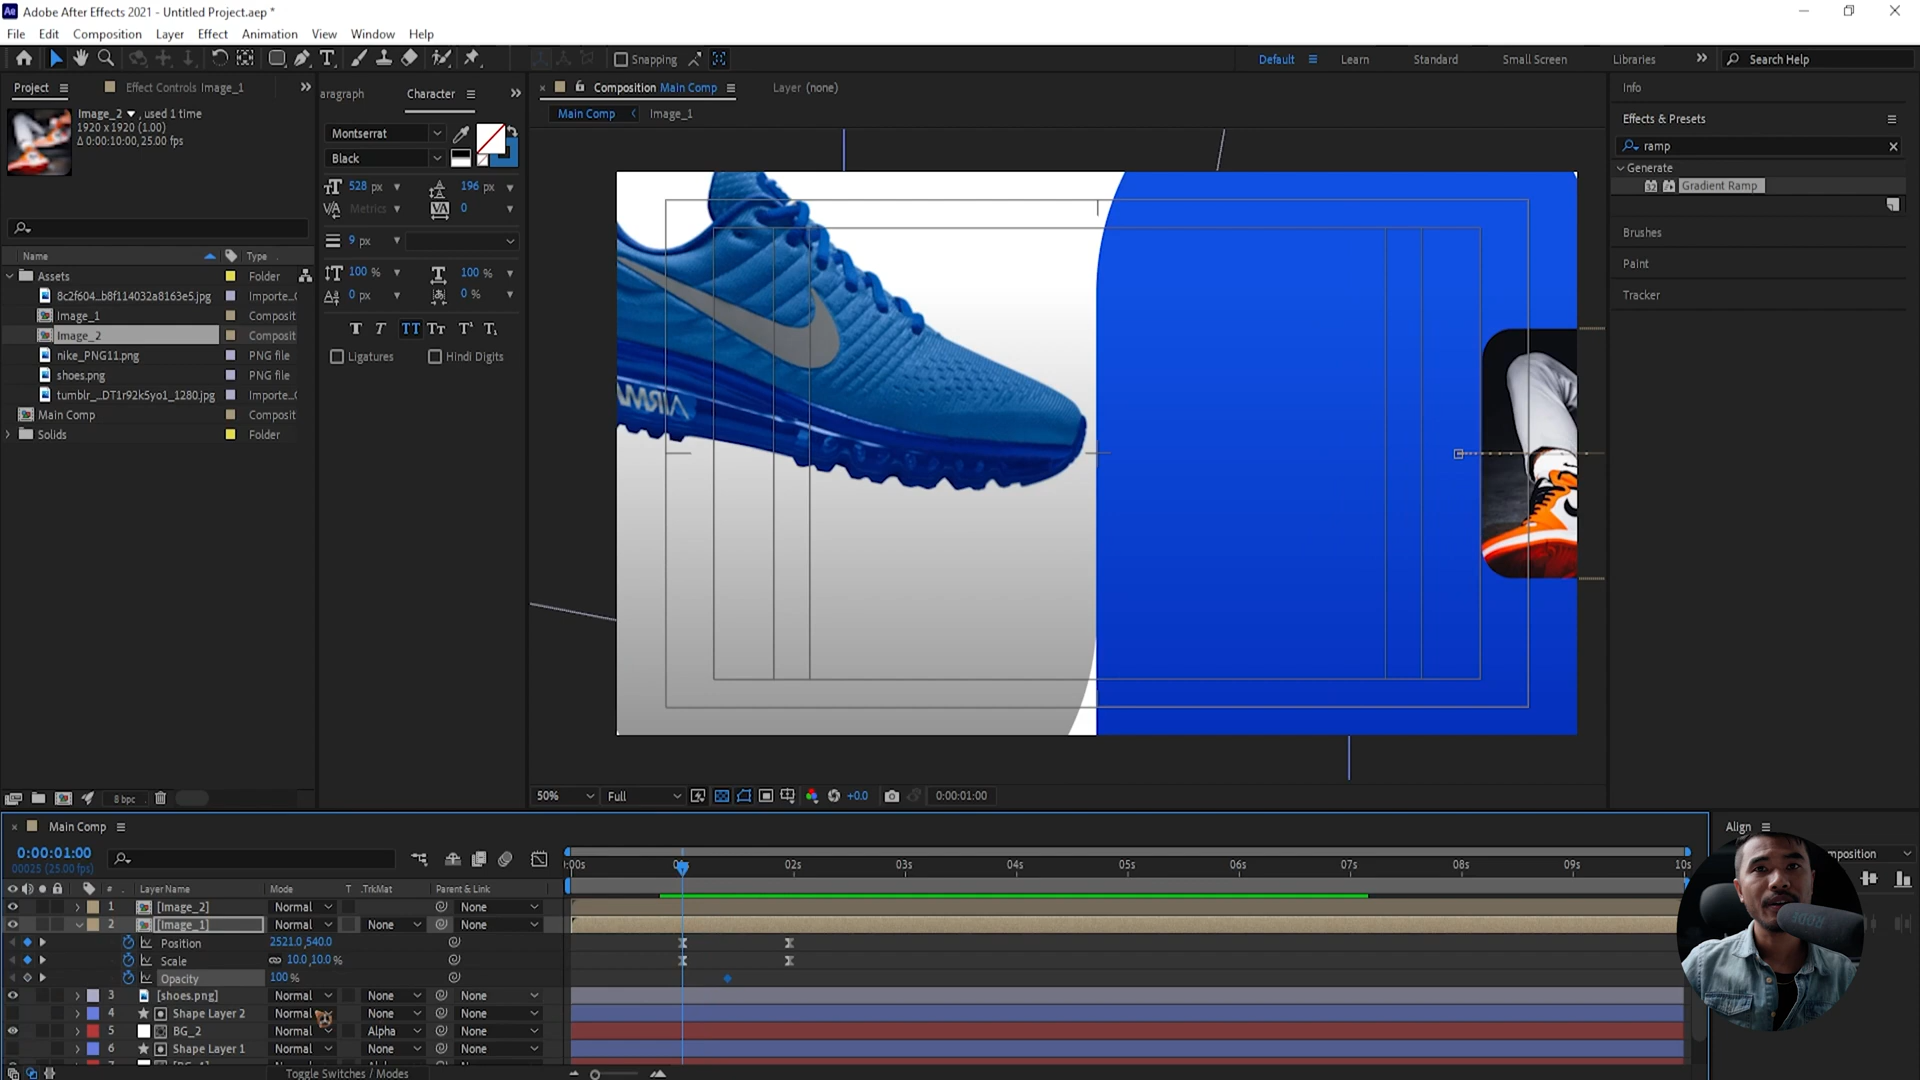 Adobe After Effects 2021 - Untitled Project.aep *
File Edit Composition Layer Effect Animation View Window Help
Snapping
Default Learn Standard Small Screen Libraries Search Help
Project Effect Controls Image_1
aragraph Character
Composition Main Comp Layer (none)
Info
Main Comp Image_1
Effects & Presets
Image_2 , used 1 time
1920 x 1920 (1.00)
Δ 0:00:10:00, 25.00 fps
Montserrat
Black
ramp
Generate
32 Gradient Ramp
528 px 196 px
Metrics 0
9 px
100 % 100 %
0 px 0 %
T T TT Tт T¹ T₁
Ligatures Hindi Digits
Brushes
Paint
Tracker
Name Type
Assets Folder
8c2f604...b8f114032a8163e5.jpg Importe...G
Image_1 Composit
Image_2 Composit
nike_PNG11.png PNG file
shoes.png PNG file
tumblr_...DT1r92kSyo1_1280.jpg Importe...G
Main Comp Composit
Solids Folder
8 bpc
50% Full +0.0 0:00:01:00
Main Comp
Align
0:00:01:00
00025 (25.00 fps)
:00s 02s 03s 04s 05s 06s 07s 08s 09s 10s
omposition
# Layer Name Mode T .TrkMat Parent & Link
1 [Image_2] Normal None
2 [Image_1] Normal None None
Position 2521.0,540.0
Scale 10.0,10.0 %
Opacity 100 %
3 [shoes.png] Normal None None
4 Shape Layer 2 Normal None None
5 BG_2 Normal Alpha None
6 Shape Layer 1 Normal None None
Toggle Switches / Modes
RODE